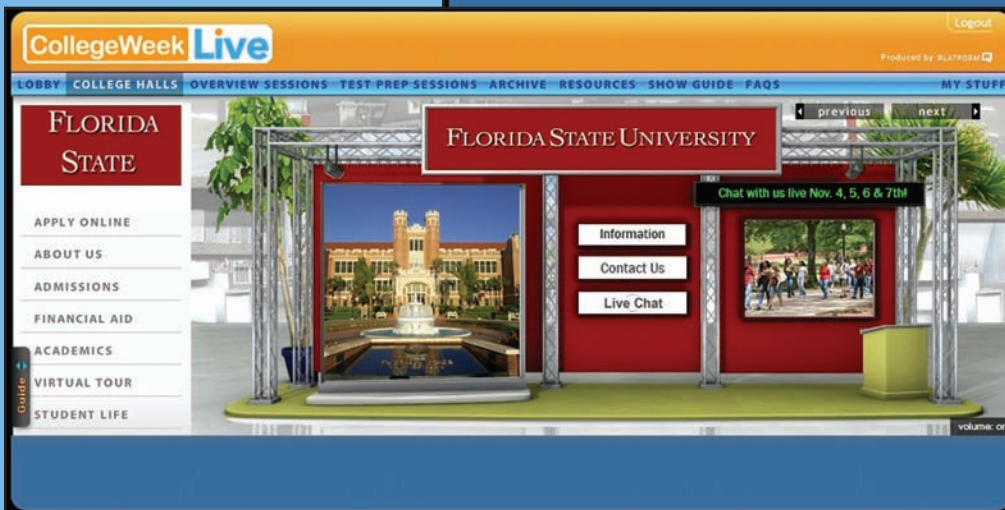 Logout
CollegeWeek Live
Produced by PLATFORM Q
LOBBY COLLEGE HALLS OVERVIEW SESSIONS TEST PREP SESSIONS ARCHIVE RESOURCES SHOW GUIDE FAQS MY STUFF
previous next
FLORIDA
STATE
FLORIDA STATE UNIVERSITY
Chat with us live Nov. 4, 5, 6 & 7th!
APPLY ONLINE
ABOUT US
ADMISSIONS
FINANCIAL AID
ACADEMICS
VIRTUAL TOUR
STUDENT LIFE
Information
Contact Us
Live Chat
Guide
volume: on